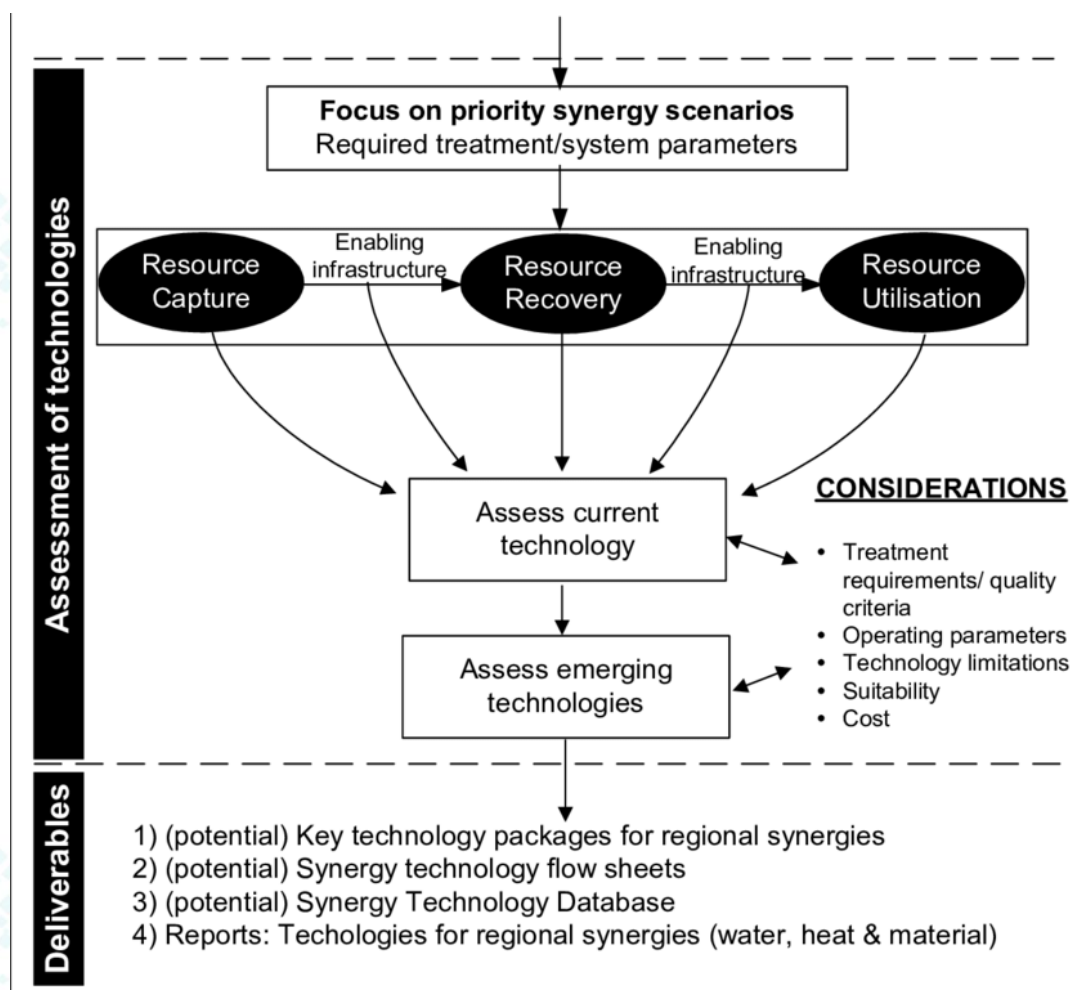 Assessment of technologies
Focus on priority synergy scenarios
Required treatment/system parameters
Resource
Capture
Enabling
infrastructure
Resource
Recovery
Enabling
infrastructure
Resource
Utilisation
Assess current
technology
Assess emerging
technologies
CONSIDERATIONS
• Treatment
requirements/ quality
criteria
• Operating parameters
• Technology limitations
• Suitability
• Cost
Deliverables
1) (potential) Key technology packages for regional synergies
2) (potential) Synergy technology flow sheets
3) (potential) Synergy Technology Database
4) Reports: Techologies for regional synergies (water, heat & material)